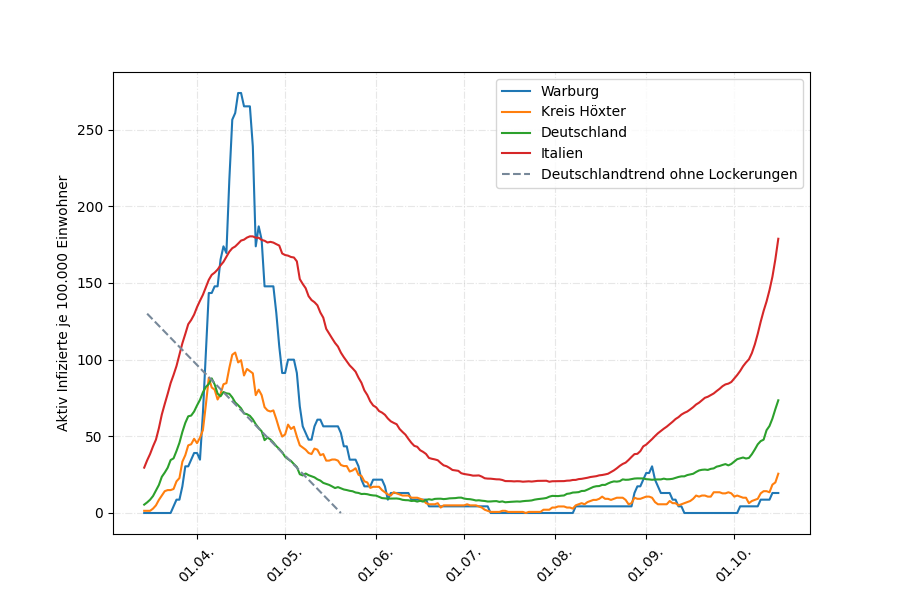 Warburg
Kreis Höxter
Deutschland
Italien
Deutschlandtrend ohne Lockerungen
Aktiv Infizierte je 100.000 Einwohner
250
200
150
100
50
0
01.04.
01.05.
01.06.
01.07.
01.08.
01.09.
01.10.